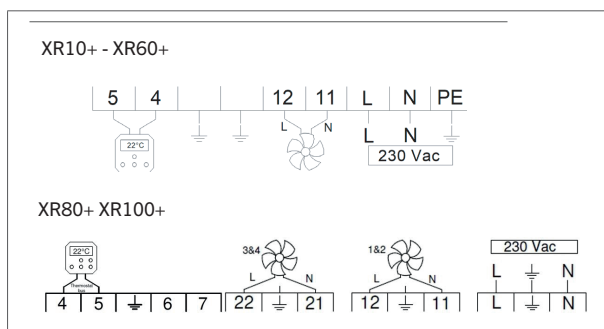 XR10+ - XR60+
5 4 12 11 L N PE
L N L N
22°C
230 Vac
XR80+ XR100+
22°C 3&4 1&2 230 Vac
L N L N L N
Thermostat
bus
4 5 6 7 22 21 12 11 L N